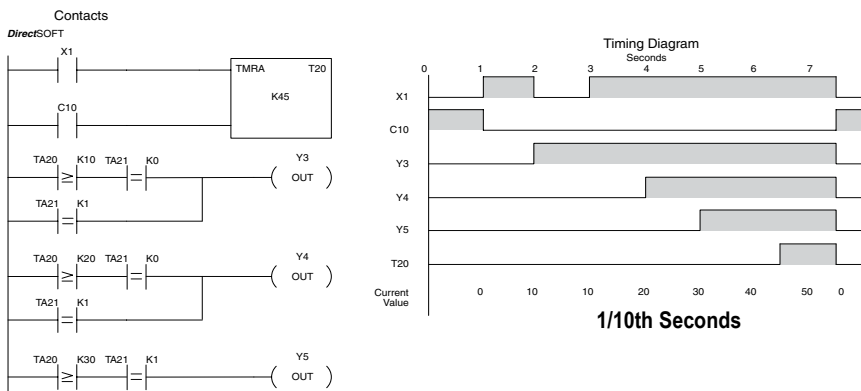 Contacts
DirectSOFT
X1
TMRA T20
K45
C10
TA20 K10 TA21 K0 Y3
≥ = OUT
TA21 K1
=
TA20 K20 TA21 K0 Y4
≥ = OUT
TA21 K1
=
TA20 K30 TA21 K1 Y5
≥ = OUT
Timing Diagram
Seconds
0 1 2 3 4 5 6 7
X1
C10
Y3
Y4
Y5
T20
Current
Value 0 10 10 20 30 40 50 0
1/10th Seconds